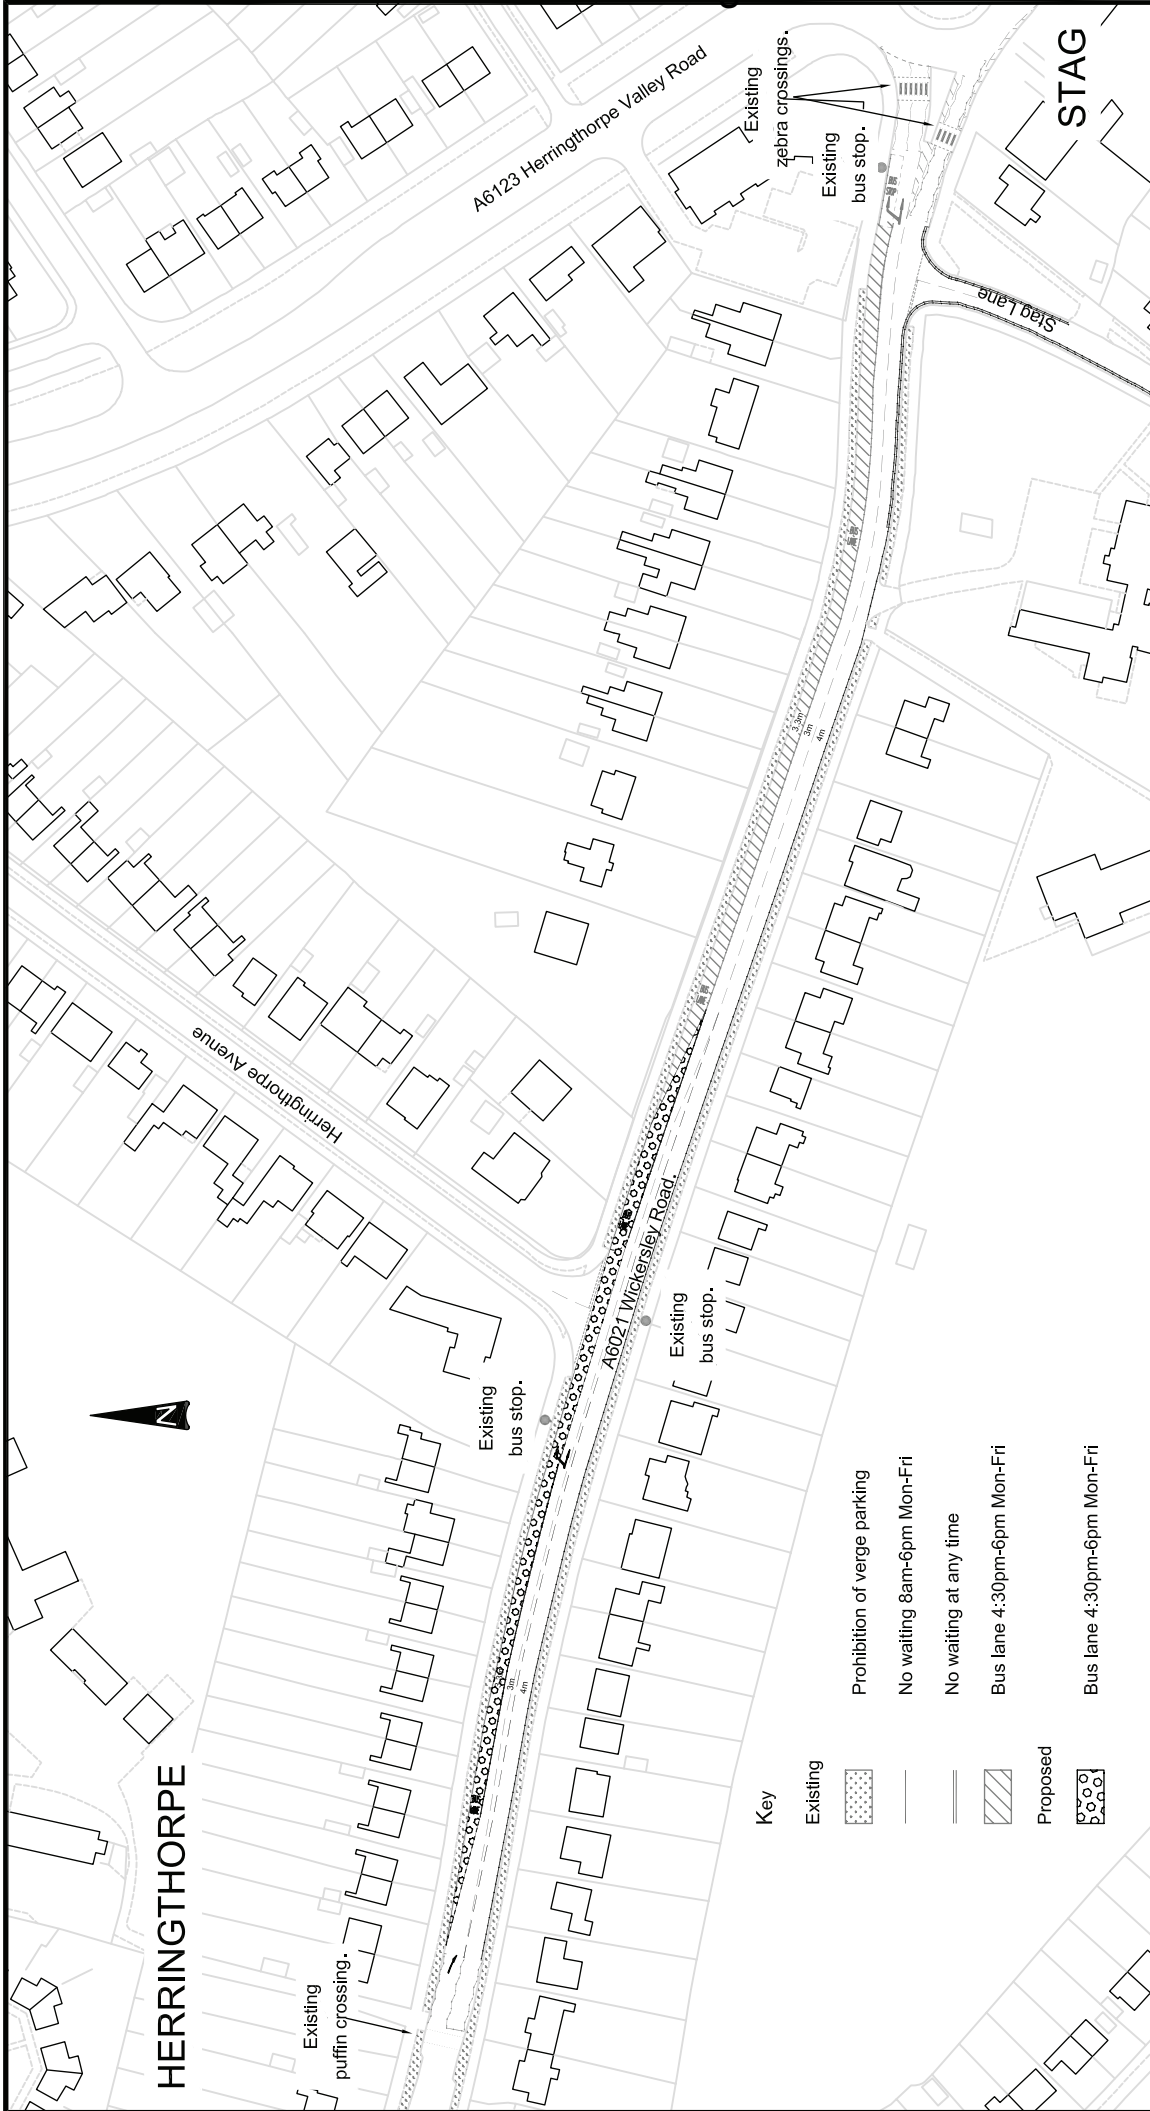 HERRINGTHORPE
STAG
N
A6123 Herringthorpe Valley Road
Herringthorpe Avenue
Stag Lane
A6021 Wickersley Road.
Existing
puffin crossing.
Existing
bus stop.
Existing
bus stop.
Existing
bus stop.
Existing
zebra crossings.
3m
4m
3.3m
3m
4m
Key
Existing
Prohibition of verge parking
No waiting 8am-6pm Mon-Fri
No waiting at any time
Bus lane 4:30pm-6pm Mon-Fri
Proposed
Bus lane 4:30pm-6pm Mon-Fri